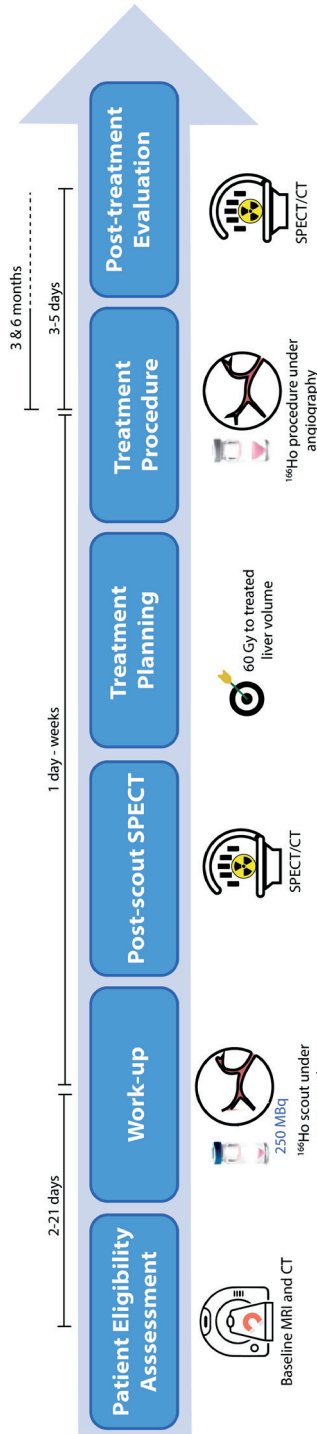 3 & 6 months
2-21 days
1 day - weeks
3-5 days
Patient Eligibility
Asssessment
Work-up
Post-scout SPECT
Treatment
Planning
Treatment
Procedure
Post-treatment
Evaluation
Baseline MRI and CT
250 MBq
¹⁶⁶Ho scout under
SPECT/CT
60 Gy to treated
liver volume
¹⁶⁶Ho procedure under
angiography
SPECT/CT